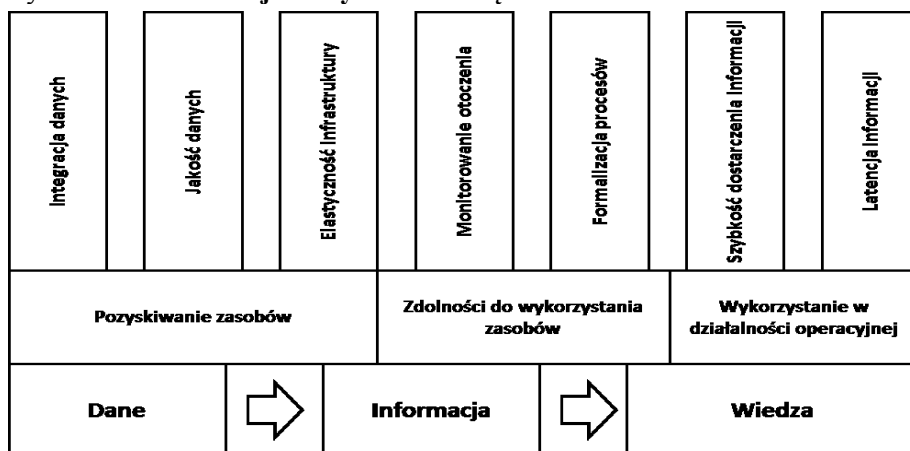 Integracja danych
Jakość danych
Elastyczność Infrastruktury
Monitorowanie otoczenia
Formalizacja procesów
Szybkość dostarczenia Informacji
Latencja Informacji
Pozyskiwanie zasobów
Zdolności do wykorzystania
zasobów
Wykorzystanie w
działalności operacyjnej
Dane
Informacja
Wiedza